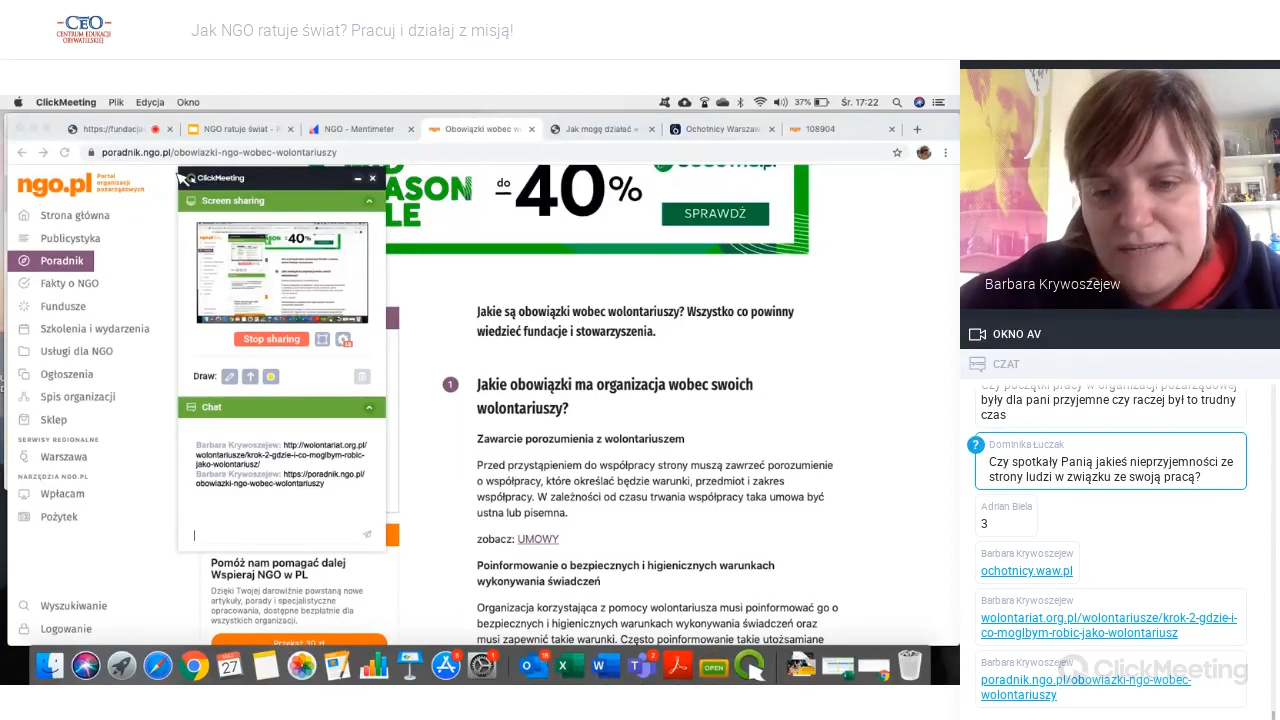 CEO
CENTRUM EDUKACJI
OBYWATELSKIEJ
Jak NGO ratuje świat? Pracuj i działaj z misją!
ClickMeeting Plik Edycja Okno
37% Śr. 17:22
https://fundacja
NGO ratuje świat - P
NGO - Mentimeter
Obowiązki wobec w
Jak mogę działać
Ochotnicy Warszaw
108904
poradnik.ngo.pl/obowiazki-ngo-wobec-wolontariuszy
ngo.pl
Portal
organizacji
pozarządowych
Strona główna
Publicystyka
Poradnik
Fakty o NGO
Fundusze
Szkolenia i wydarzenia
Usługi dla NGO
Ogłoszenia
Spis organizacji
Sklep
SERWISY REGIONALNE
Warszawa
NARZĘDZIA NGO.PL
Wpłacam
Pożytek
Wyszukiwanie
Logowanie
ClickMeeting
Screen sharing
Stop sharing
Draw:
Chat
Barbara Krywoszejew: http://wolontariat.org.pl/
wolontariusze/krok-2-gdzie-i-co-moglbym-robic-
jako-wolontariusz/
Barbara Krywoszejew: https://poradnik.ngo.pl/
obowiazki-ngo-wobec-wolontariuszy
ASON
LE
do
-40%
SPRAWDŹ
Pomóż nam pomagać dalej
Wspieraj NGO w PL
Dzięki Twojej darowiźnie powstaną nowe
artykuły, porady i specjalistyczne
opracowania, dostępne bezpłatnie dla
wszystkich organizacji.
Przekaż 30 zł
Jakie są obowiązki wobec wolontariuszy? Wszystko co powinny
wiedzieć fundacje i stowarzyszenia.
1 Jakie obowiązki ma organizacja wobec swoich
wolontariuszy?
Zawarcie porozumienia z wolontariuszem
Przed przystąpieniem do współpracy strony muszą zawrzeć porozumienie
o współpracy, które określać będzie warunki, przedmiot i zakres
współpracy. W zależności od czasu trwania współpracy taka umowa być
ustna lub pisemna.
zobacz: UMOWY
Poinformowanie o bezpiecznych i higienicznych warunkach
wykonywania świadczeń
Organizacja korzystająca z pomocy wolontariusza musi poinformować go o
bezpiecznych i higienicznych warunkach wykonywania świadczeń oraz
musi zapewnić takie warunki. Często poinformowanie takie utożsamiane
MAJ
27
OPEN
Barbara Krywoszejew
OKNO AV
CZAT
Czy początki pracy w organizacji pozarządowej
były dla pani przyjemne czy raczej był to trudny
czas
Dominika Łuczak
Czy spotkały Panią jakieś nieprzyjemności ze
strony ludzi w związku ze swoją pracą?
Adrian Biela
3
Barbara Krywoszejew
ochotnicy.waw.pl
Barbara Krywoszejew
wolontariat.org.pl/wolontariusze/krok-2-gdzie-i-
co-moglbym-robic-jako-wolontariusz
Barbara Krywoszejew
poradnik.ngo.pl/obowiazki-ngo-wobec-
wolontariuszy
ClickMeeting